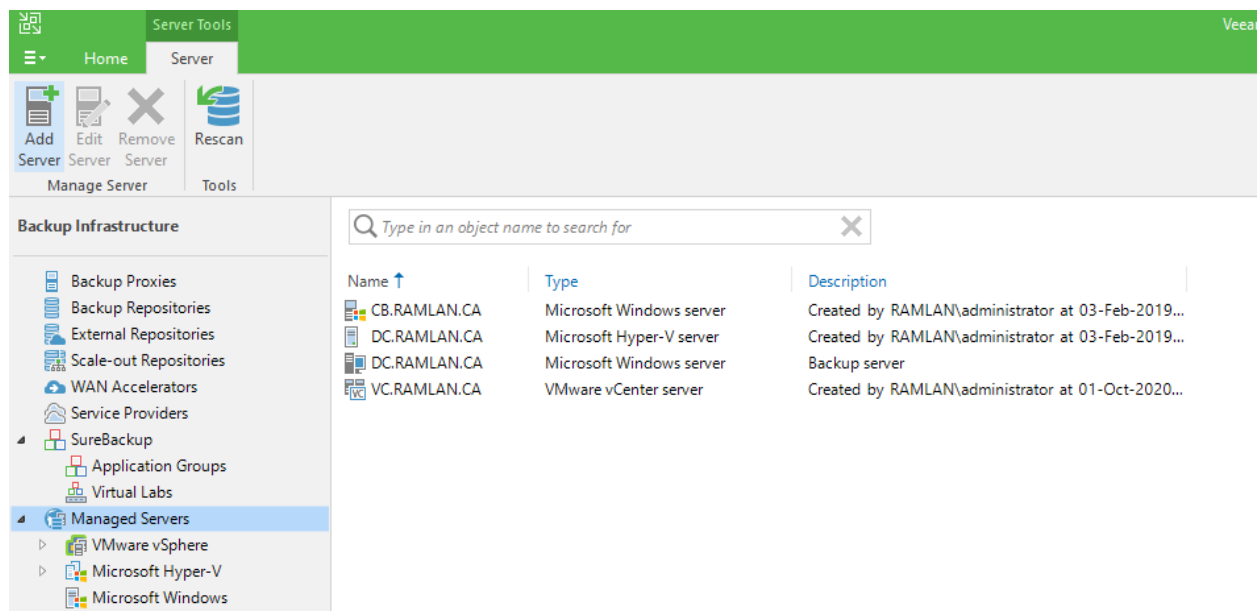 Server Tools
Veea
Home Server
Add Server
Edit Server
Remove Server
Rescan
Manage Server
Tools
Backup Infrastructure
Type in an object name to search for
Backup Proxies
Backup Repositories
External Repositories
Scale-out Repositories
WAN Accelerators
Service Providers
SureBackup
Application Groups
Virtual Labs
Managed Servers
VMware vSphere
Microsoft Hyper-V
Microsoft Windows
Name Type Description
CB.RAMLAN.CA Microsoft Windows server Created by RAMLAN\administrator at 03-Feb-2019...
DC.RAMLAN.CA Microsoft Hyper-V server Created by RAMLAN\administrator at 03-Feb-2019...
DC.RAMLAN.CA Microsoft Windows server Backup server
VC.RAMLAN.CA VMware vCenter server Created by RAMLAN\administrator at 01-Oct-2020...